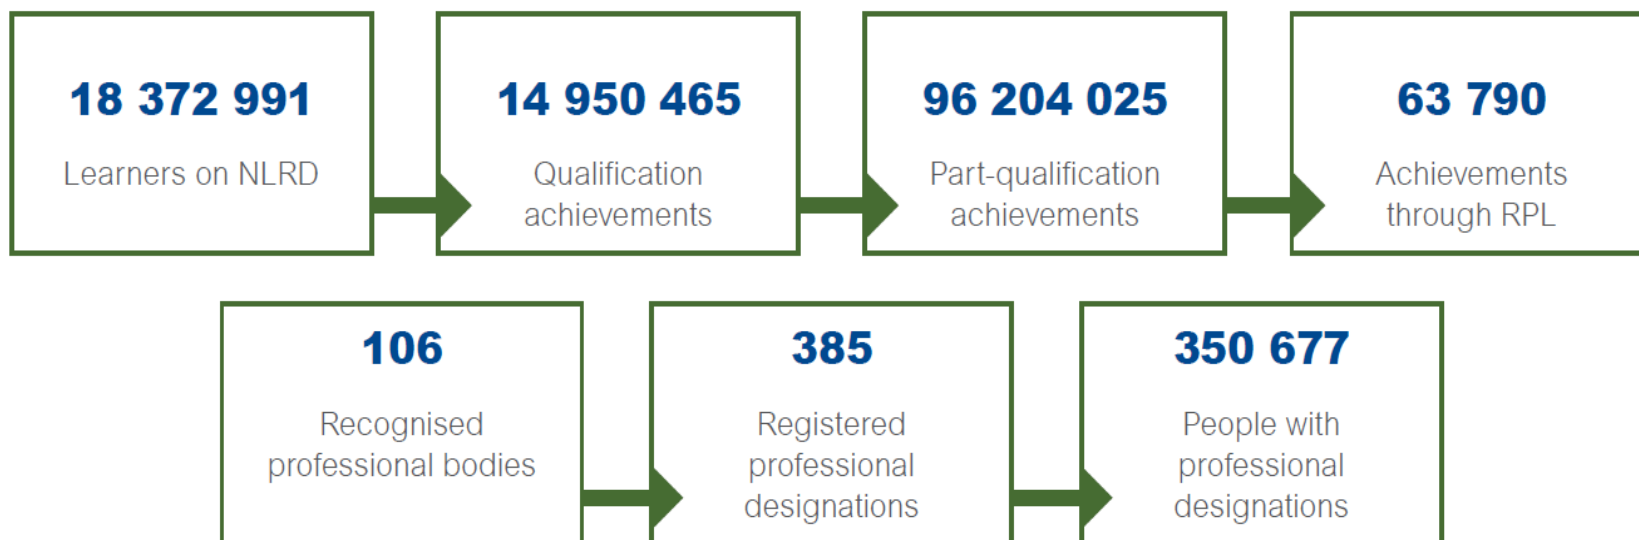 18 372 991
Learners on NLRD
14 950 465
Qualification
achievements
96 204 025
Part-qualification
achievements
63 790
Achievements
through RPL
106
Recognised
professional bodies
385
Registered
professional
designations
350 677
People with
professional
designations